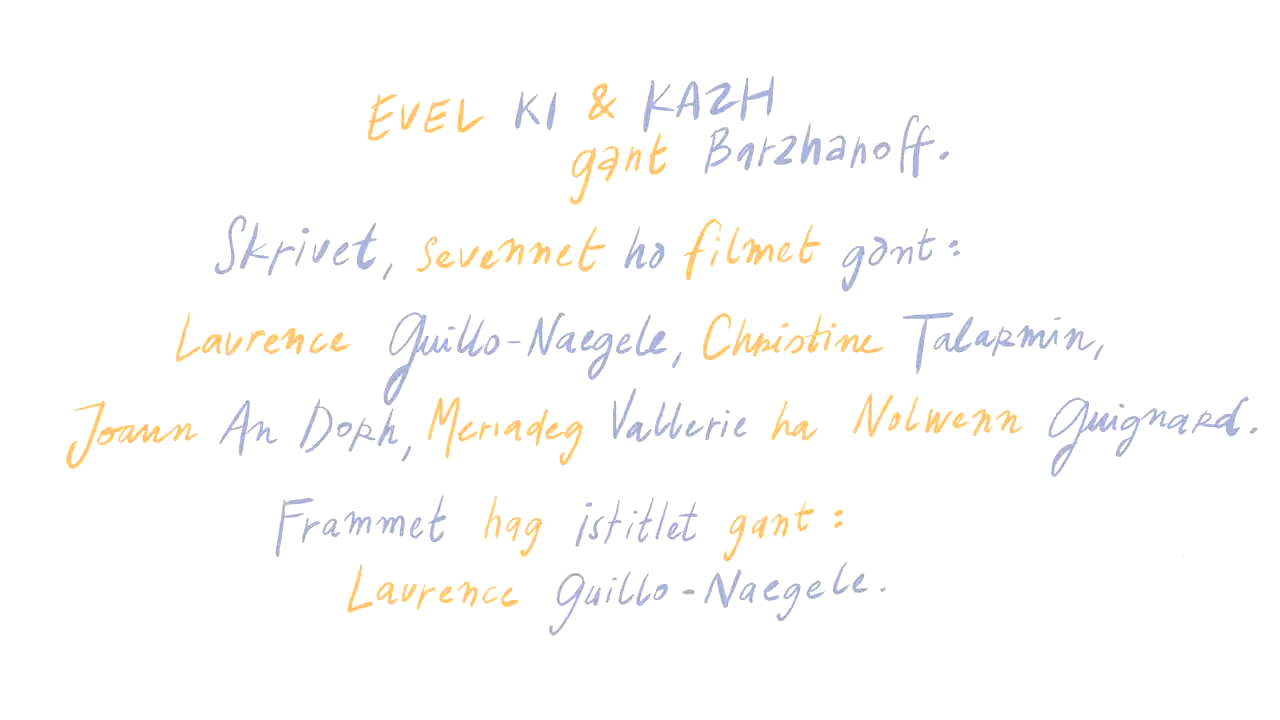 EVEL KI & KAZH
gant Barzhanoff.
Skrivet, sevennet ha filmet gant:
Laurence Guillo-Naegele, Christine Talarmin,
Joann An Dorh, Meriadeg Vallerie ha Nolwenn Guignard.
Frammet hag istitlet gant:
Laurence Guillo-Naegele.